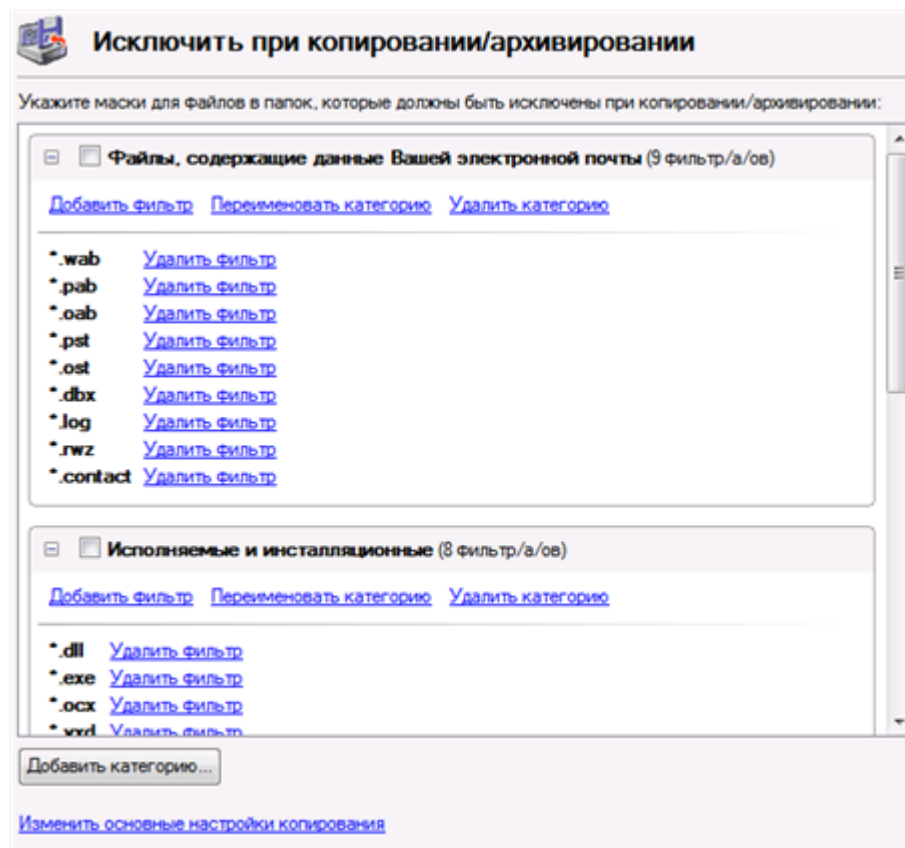 Исключить при копировании/архивировании
Укажите маски для файлов в папок, которые должны быть исключены при копировании/архивировании:
Файлы, содержащие данные Вашей электронной почты (9 фильтр/а/ов)
Добавить фильтр Переименовать категорию Удалить категорию
*.wab Удалить фильтр
*.pab Удалить фильтр
*.oab Удалить фильтр
*.pst Удалить фильтр
*.ost Удалить фильтр
*.dbx Удалить фильтр
*.log Удалить фильтр
*.rwz Удалить фильтр
*.contact Удалить фильтр
Исполняемые и инсталляционные (8 фильтр/а/ов)
Добавить фильтр Переименовать категорию Удалить категорию
*.dll Удалить фильтр
*.exe Удалить фильтр
*.ocx Удалить фильтр
Удалить фильтр
Добавить категорию...
Изменить основные настройки копирования